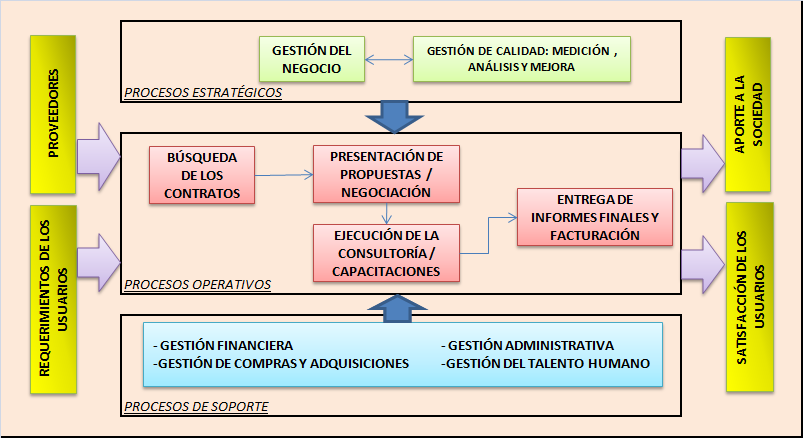 PROVEEDORES
REQUERIMIENTOS DE LOS
USUARIOS
GESTIÓN DEL
NEGOCIO
GESTIÓN DE CALIDAD: MEDICIÓN ,
ANÁLISIS Y MEJORA
PROCESOS ESTRATÉGICOS
BÚSQUEDA
DE LOS
CONTRATOS
PRESENTACIÓN DE
PROPUESTAS /
NEGOCIACIÓN
EJECUCIÓN DE LA
CONSULTORÍA /
CAPACITACIONES
ENTREGA DE
INFORMES FINALES Y
FACTURACIÓN
PROCESOS OPERATIVOS
- GESTIÓN FINANCIERA
- GESTIÓN ADMINISTRATIVA
-GESTIÓN DE COMPRAS Y ADQUISICIONES
-GESTIÓN DEL TALENTO HUMANO
PROCESOS DE SOPORTE
APORTE A LA
SOCIEDAD
SATISFACCIÓN DE LOS
USUARIOS